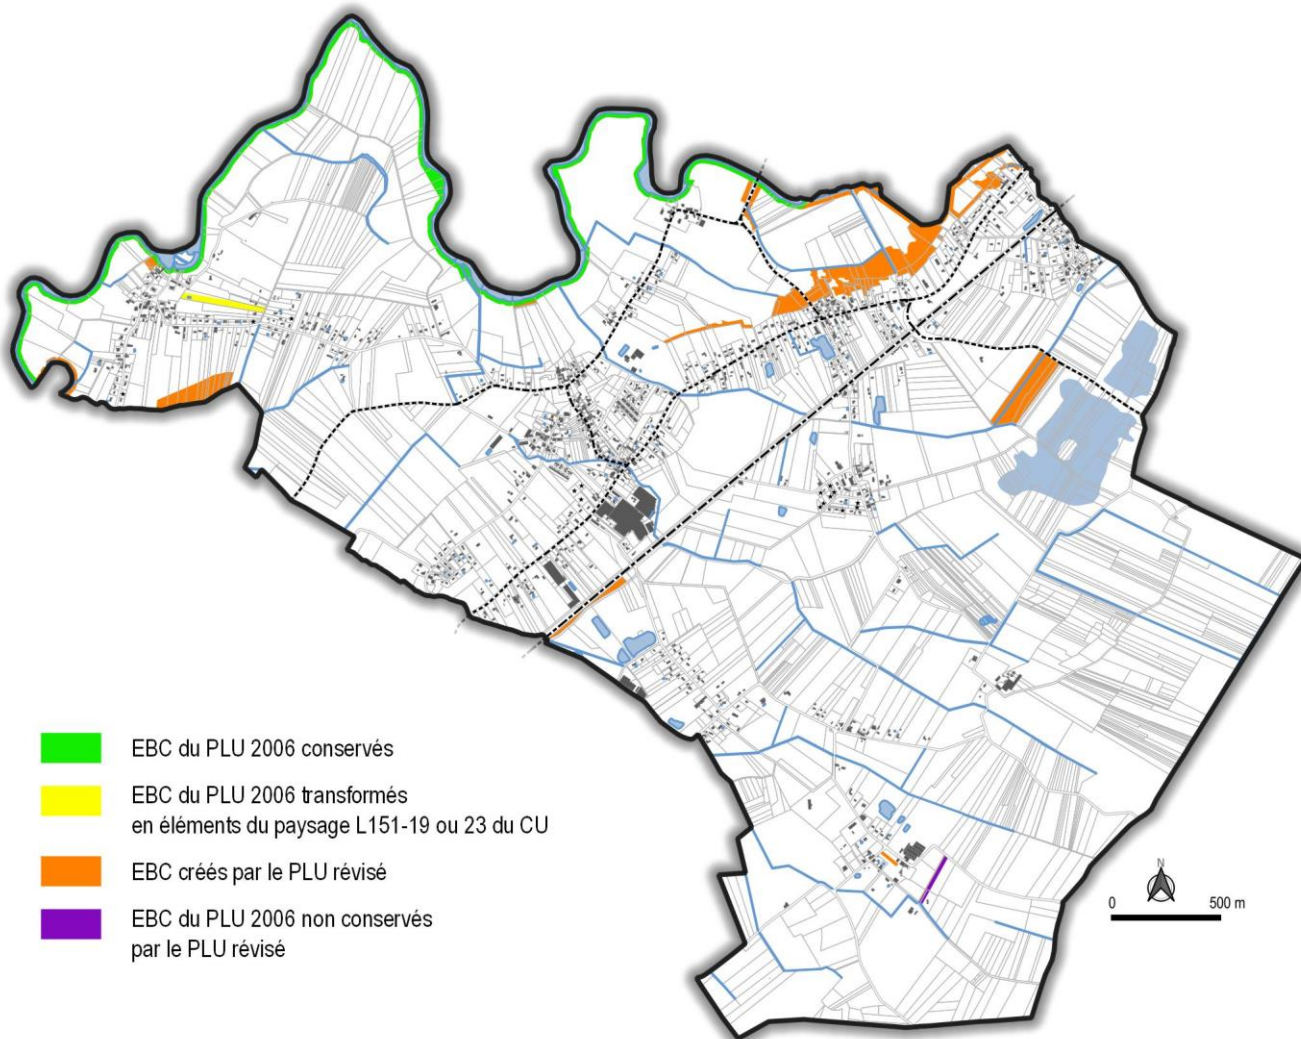 EBC du PLU 2006 conservés
EBC du PLU 2006 transformés
en éléments du paysage L151-19 ou 23 du CU
EBC créés par le PLU révisé
EBC du PLU 2006 non conservés
par le PLU révisé
N
0 500 m